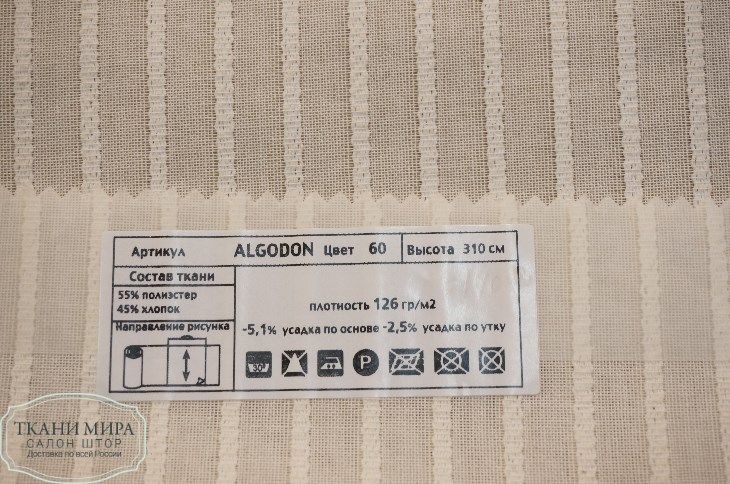 Артикул ALGODON Цвет 60 Высота 310 см
Состав ткани
55% полиэстер
45% хлопок
плотность 126 гр/м2
Направление рисунка
-5,1% усадка по основе -2,5% усадка по утку
30°
P
ТКАНИ МИРА
САЛОН ШТОР
Доставка по всей России